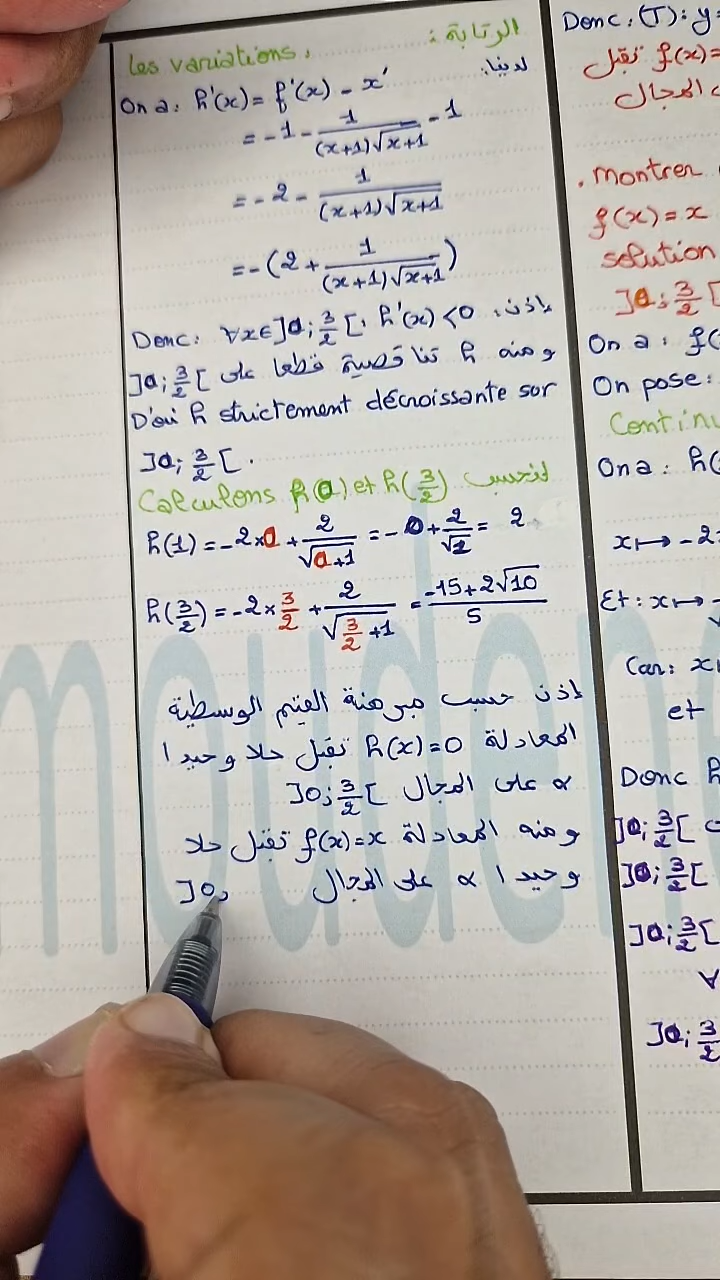 les variations. الرتابة:
On a: h'(x) = f'(x) - x' لدينا:
= -1 - 1/((x+1)√(x+1)) - 1
= -2 - 1/((x+1)√(x+1))
= -(2 + 1/((x+1)√(x+1)))
Donc: ∀x∈]0; 3/2[, h'(x) < 0 إذن.
ومنه h تناقصية قطعا على ]0; 3/2[
D'où h strictement décroissante sur
]0; 3/2[.
Calculons h(0) et h(3/2) لنحسب
h(1) = -2×0 + 2/√(0+1) = -0 + 2/√1 = 2
h(3/2) = -2×3/2 + 2/√(3/2+1) = (-15+2√10)/5
إذن حسب مبرهنة القيم الوسطية
المعادلة h(x)=0 تقبل حلا وحيدا
α على المجال ]0; 3/2[
ومنه المعادلة f(x)=x تقبل حلا
وحيدا α على المجال ]0;
Donc: (T): y=
f(x)= تقبل
المجال
. montrer
f(x) = x
solution
]0; 3/2[
On a: f(
On pose:
Continu
On a: h(
x ↦ -2
Et: x ↦ -
Car: x
et
Donc h
]0; 3/2[
]0; 3/2[
]0; 3/2[
∀
]0; 3/2
mouden